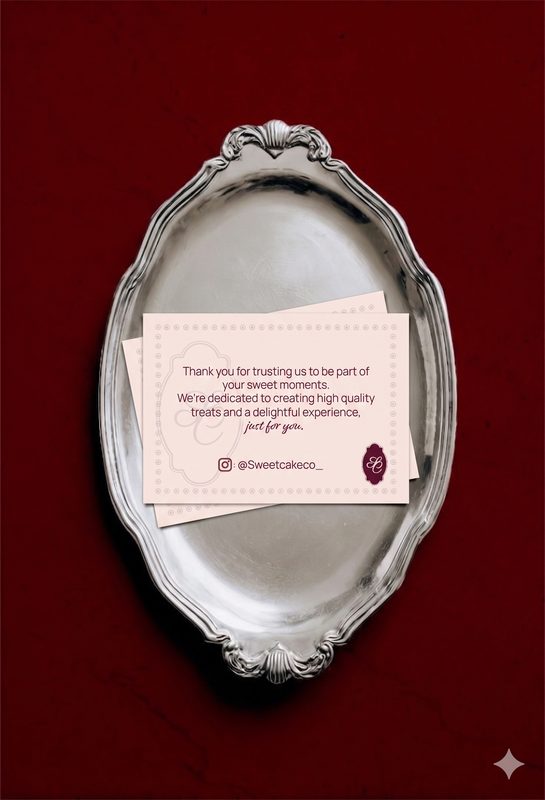 Thank you for trusting us to be part of
your sweet moments.
We're dedicated to creating high quality
treats and a delightful experience,
just for you.
: @Sweetcakeco_